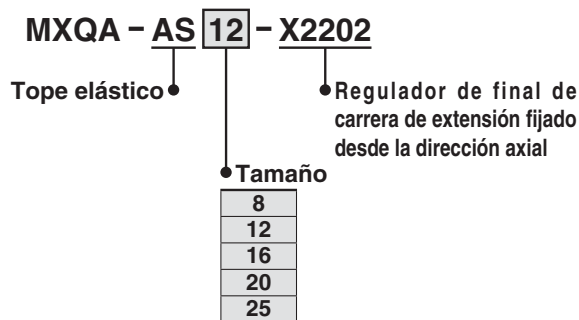 MXQA – AS 12 – X2202
Tope elástico
Regulador de final de
carrera de extensión fijado
desde la dirección axial
Tamaño
8
12
16
20
25